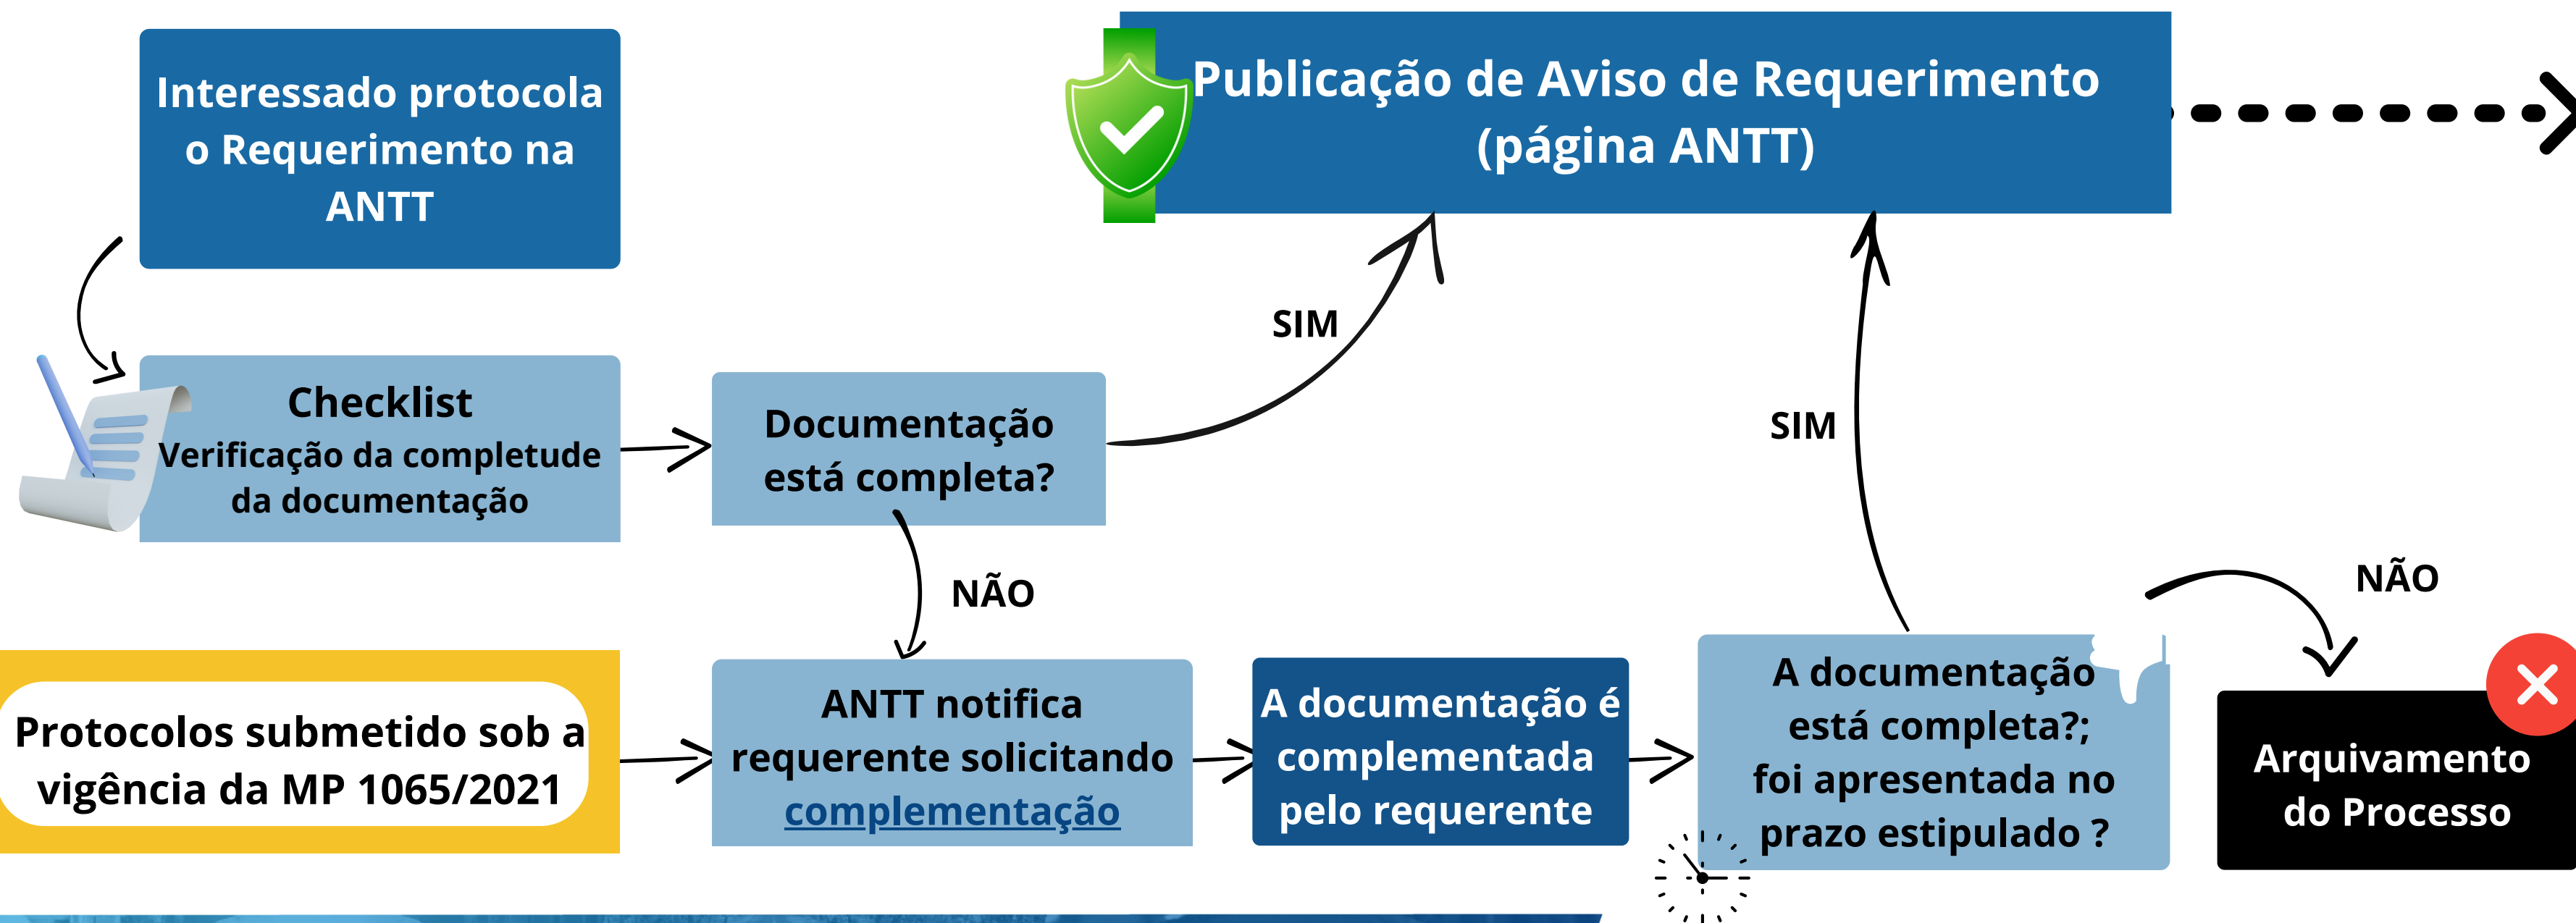 Interessado protocola
o Requerimento na
ANTT
Publicação de Aviso de Requerimento
(página ANTT)
SIM
Checklist
Verificação da completude
da documentação
Documentação
está completa?
SIM
NÃO
NÃO
Protocolos submetido sob a
vigência da MP 1065/2021
ANTT notifica
requerente solicitando
complementação
A documentação é
complementada
pelo requerente
A documentação
está completa?;
foi apresentada no
prazo estipulado ?
Arquivamento
do Processo